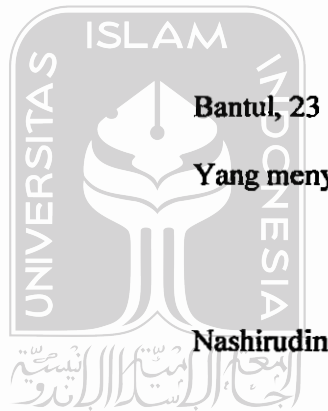 ISLAM
UNIVERSITAS
INDONESIA
Bantul, 23
Yang meny
Nashirudin